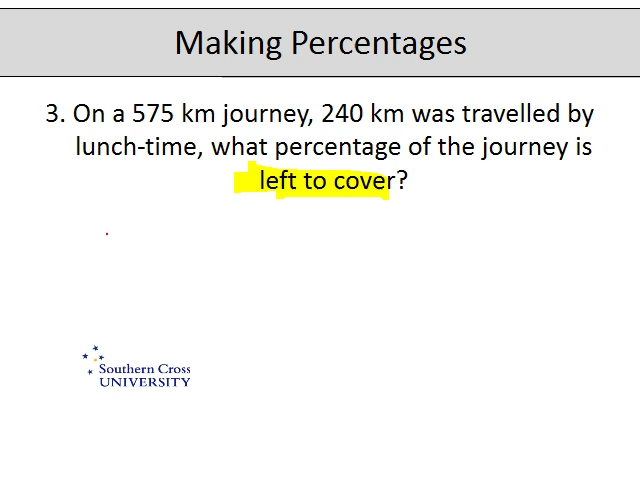 Making Percentages
3. On a 575 km journey, 240 km was travelled by
lunch-time, what percentage of the journey is
left to cover?
Southern Cross
UNIVERSITY